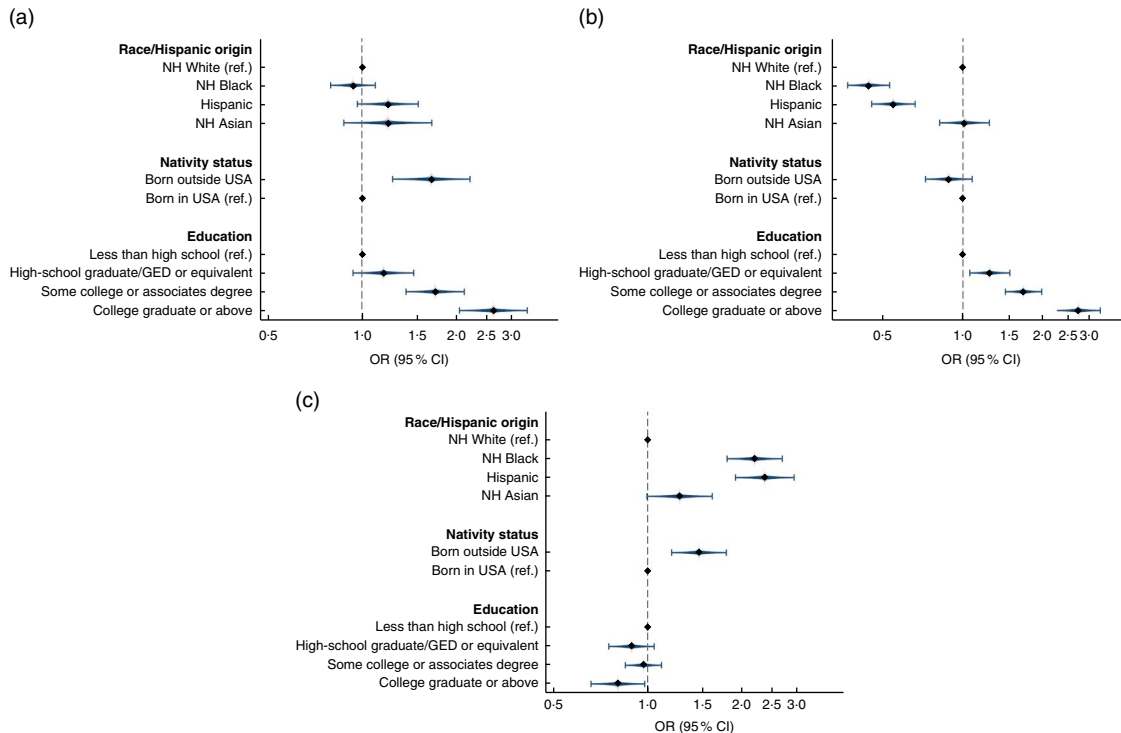 (a)
Race/Hispanic origin
NH White (ref.)
NH Black
Hispanic
NH Asian
Nativity status
Born outside USA
Born in USA (ref.)
Education
Less than high school (ref.)
High-school graduate/GED or equivalent
Some college or associates degree
College graduate or above
0·5 1·0 1·5 2·0 2·5 3·0
OR (95 % CI)
(b)
Race/Hispanic origin
NH White (ref.)
NH Black
Hispanic
NH Asian
Nativity status
Born outside USA
Born in USA (ref.)
Education
Less than high school (ref.)
High-school graduate/GED or equivalent
Some college or associates degree
College graduate or above
0·5 1·0 1·5 2·0 2·5 3·0
OR (95 % CI)
(c)
Race/Hispanic origin
NH White (ref.)
NH Black
Hispanic
NH Asian
Nativity status
Born outside USA
Born in USA (ref.)
Education
Less than high school (ref.)
High-school graduate/GED or equivalent
Some college or associates degree
College graduate or above
0·5 1·0 1·5 2·0 2·5 3·0
OR (95 % CI)